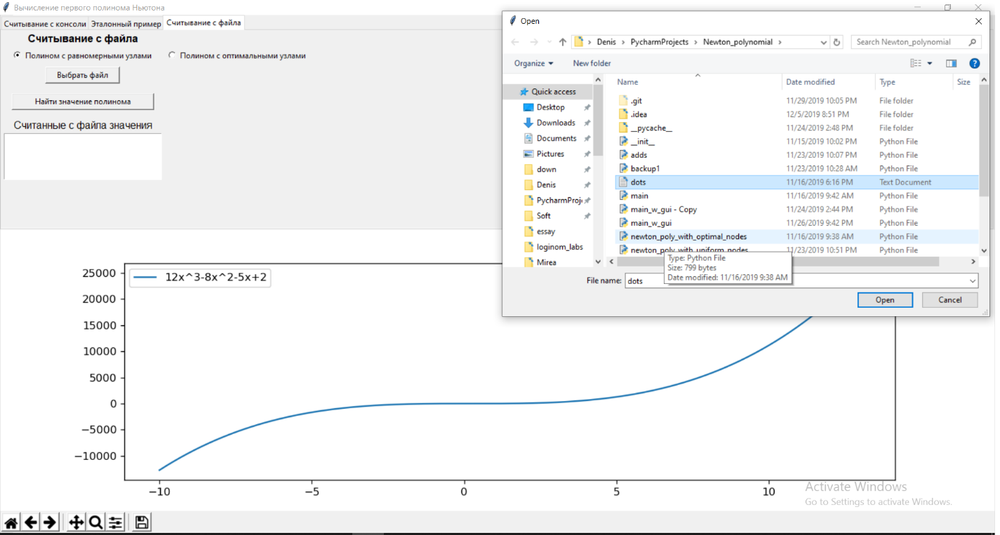 Вычисление первого полинома Ньютона
Считывание с консоли Эталонный пример Считывание с файла
Считывание с файла
Полином с равномерными узлами Полином с оптимальными узлами
Выбрать файл
Найти значение полинома
Считанные с файла значения
Open
Denis > PycharmProjects > Newton_polynomial >
Search Newton_polynomial
Organize New folder
Quick access
Desktop
Downloads
Documents
Pictures
down
Denis
PycharmProj
Soft
essay
loginom_labs
Mirea
Name Date modified Type Size
.git 11/29/2019 10:05 PM File folder
.idea 12/5/2019 8:51 PM File folder
__pycache__ 11/24/2019 2:48 PM File folder
__init__ 11/15/2019 10:02 PM Python File
adds 11/23/2019 10:07 PM Python File
backup1 11/23/2019 10:28 AM Python File
dots 11/16/2019 6:16 PM Text Document
main 11/16/2019 9:42 AM Python File
main_w_gui - Copy 11/24/2019 2:44 PM Python File
main_w_gui 11/26/2019 9:42 PM Python File
newton_poly_with_optimal_nodes 11/16/2019 9:38 AM Python File
newton_poly_with_uniform_nodes 11/23/2019 10:51 PM Python File
Type: Python File
Size: 799 bytes
Date modified: 11/16/2019 9:38 AM
File name: dots
Open Cancel
12x^3-8x^2-5x+2
25000
20000
15000
10000
5000
0
−5000
−10000
−10 −5 0 5 10
Activate Windows
Go to Settings to activate Windows.